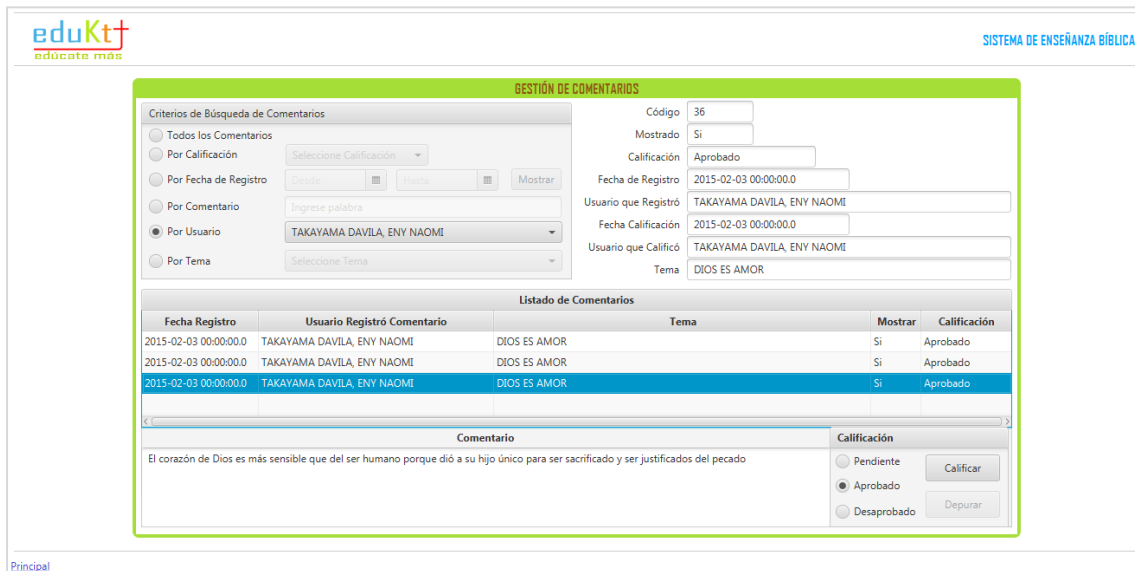 eduKt+
edúcate más
SISTEMA DE ENSEÑANZA BÍBLICA
GESTIÓN DE COMENTARIOS
Criterios de Búsqueda de Comentarios
Todos los Comentarios
Por Calificación Seleccione Calificación
Por Fecha de Registro Desde Hasta Mostrar
Por Comentario Ingrese palabra
Por Usuario TAKAYAMA DAVILA, ENY NAOMI
Por Tema Seleccione Tema
Código 36
Mostrado Si
Calificación Aprobado
Fecha de Registro 2015-02-03 00:00:00.0
Usuario que Registró TAKAYAMA DAVILA, ENY NAOMI
Fecha Calificación 2015-02-03 00:00:00.0
Usuario que Calificó TAKAYAMA DAVILA, ENY NAOMI
Tema DIOS ES AMOR
Listado de Comentarios
Fecha Registro Usuario Registró Comentario Tema Mostrar Calificación
2015-02-03 00:00:00.0 TAKAYAMA DAVILA, ENY NAOMI DIOS ES AMOR Si Aprobado
2015-02-03 00:00:00.0 TAKAYAMA DAVILA, ENY NAOMI DIOS ES AMOR Si Aprobado
2015-02-03 00:00:00.0 TAKAYAMA DAVILA, ENY NAOMI DIOS ES AMOR Si Aprobado
Comentario
El corazón de Dios es más sensible que del ser humano porque dió a su hijo único para ser sacrificado y ser justificados del pecado
Calificación
Pendiente
Aprobado
Desaprobado
Calificar
Depurar
Principal